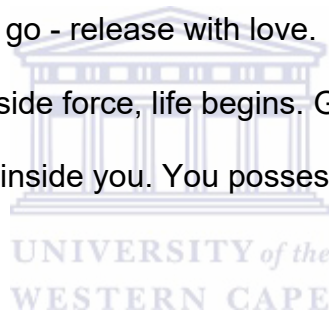 go - release with love.
side force, life begins. G
inside you. You posses
UNIVERSITY of the
WESTERN CAPE